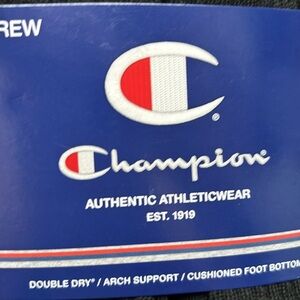 REW
®
Champion®
AUTHENTIC ATHLETICWEAR
EST. 1919
DOUBLE DRY® / ARCH SUPPORT / CUSHIONED FOOT BOTTOM